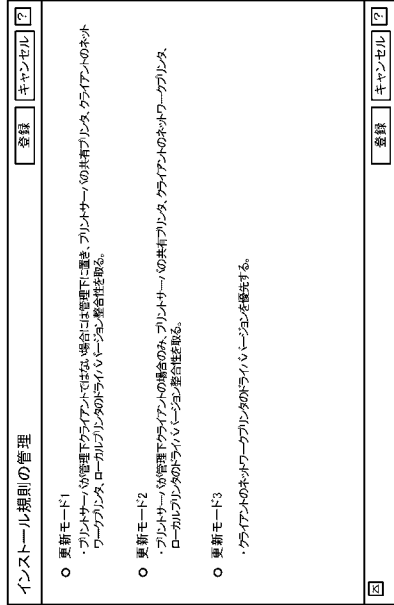 インストール規則の管理
登録 キャンセル ?
更新モード1
・プリントサーバが管理下クライアントではない場合には管理下に置き、プリントサーバの共有プリンタ、クライアントのネット
ワークプリンタ、ローカルプリンタのドライババージョン整合性を取る。
更新モード2
・プリントサーバが管理下クライアントの場合のみ、プリントサーバの共有プリンタ、クライアントのネットワークプリンタ、
ローカルプリンタのドライババージョン整合性を取る。
更新モード3
・クライアントのネットワークプリンタのドライババージョンを優先する。
登録 キャンセル ?